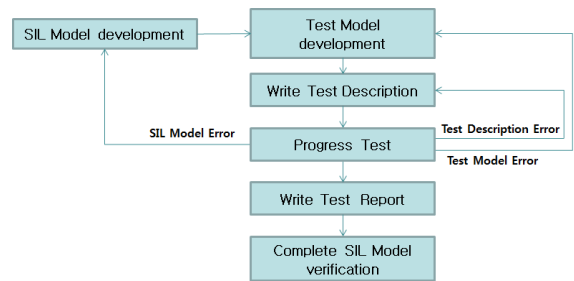 SIL Model development
Test Model
development
Write Test Description
SIL Model Error
Test Description Error
Progress Test
Test Model Error
Write Test Report
Complete SIL Model
verification